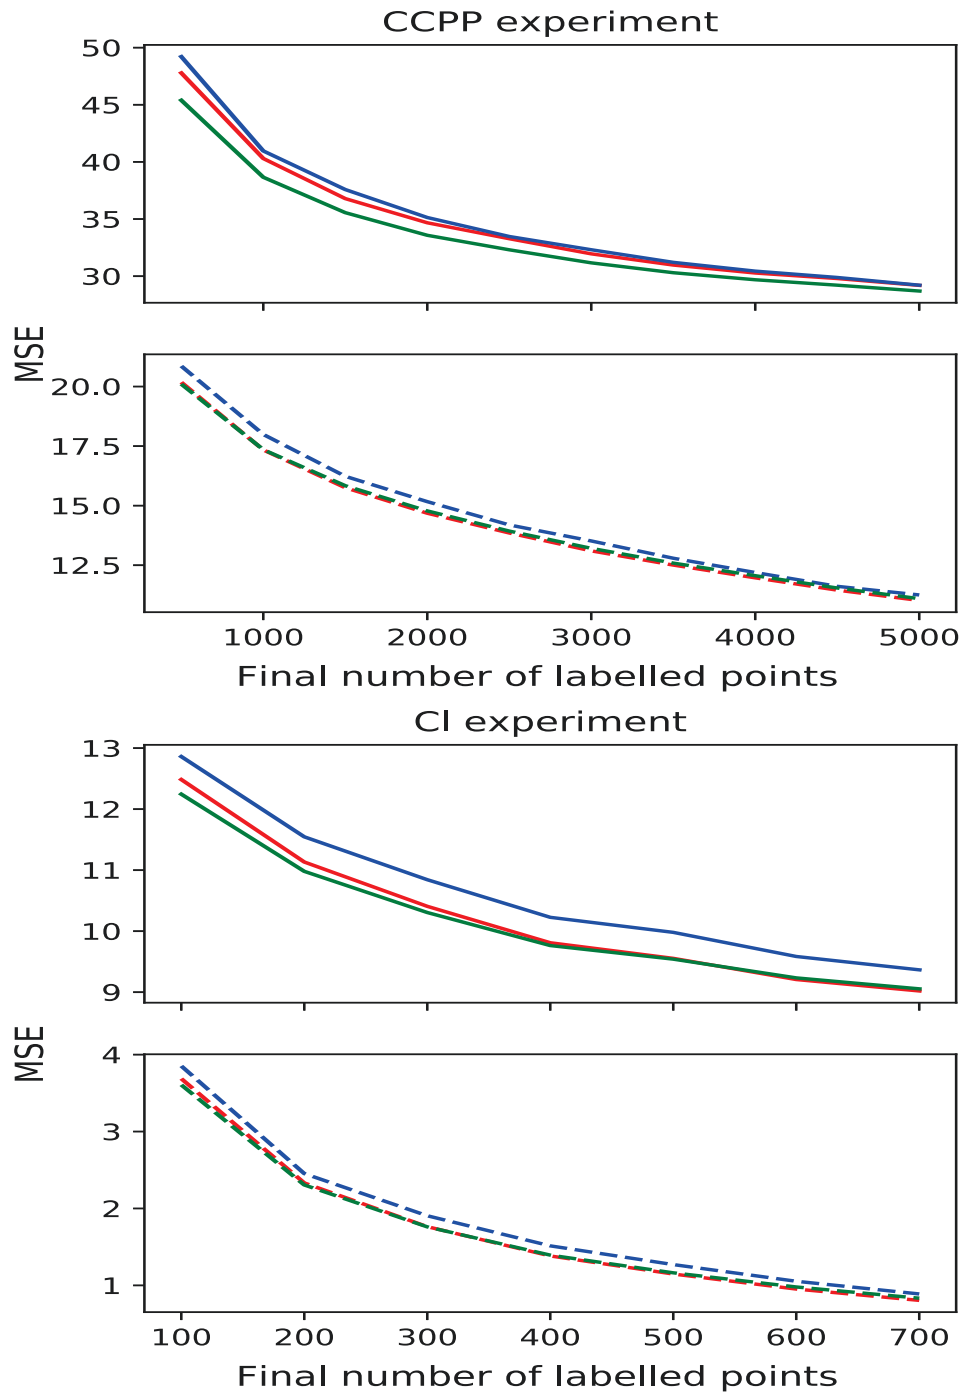 CCPP experiment
50
45
40
35
30
MSE
20.0
17.5
15.0
12.5
1000 2000 3000 4000 5000
Final number of labelled points
Cl experiment
13
12
11
10
9
MSE
4
3
2
1
100 200 300 400 500 600 700
Final number of labelled points